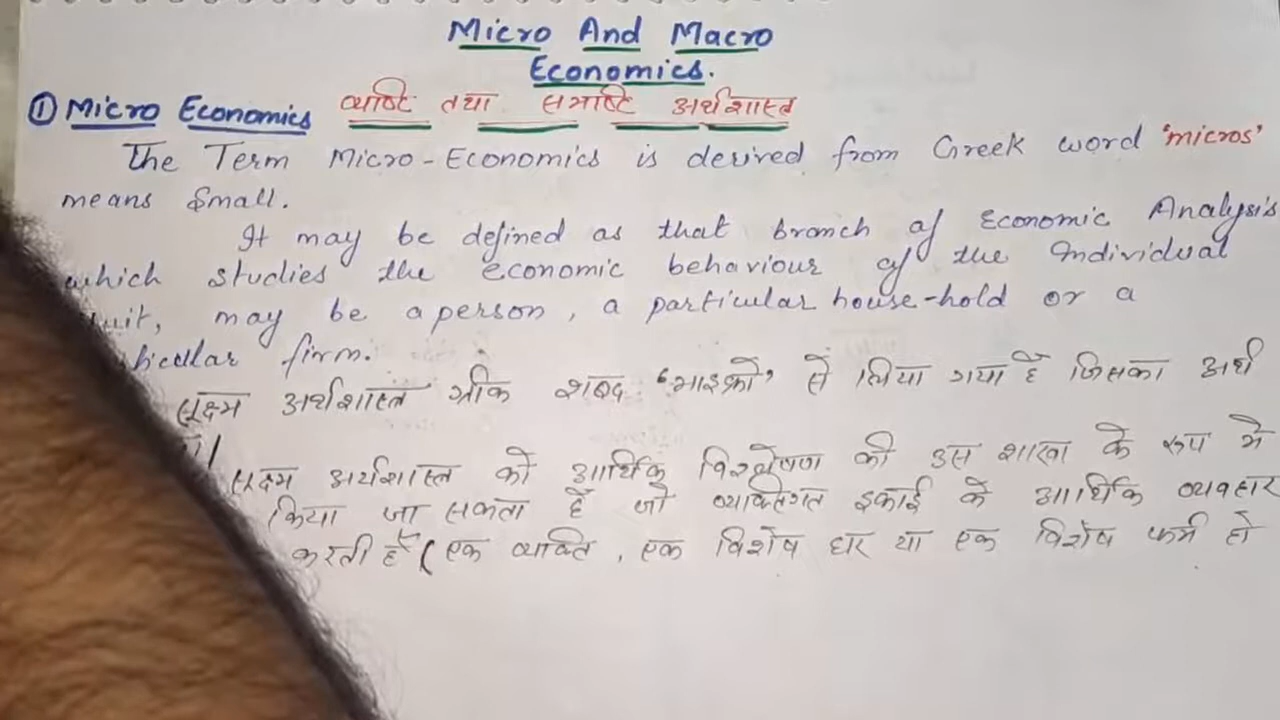 Micro And Macro
Economics.
① Micro Economics व्यष्टि तथा समष्टि अर्थशास्त्र
The Term Micro-Economics is derived from Greek word 'micros'
means Small.
It may be defined as that branch of Economic Analysis
which studies the economic behaviour of the Individual
may be a person, a particular house-hold or a
firm.
सूक्ष्म अर्थशास्त्र ग्रीक शब्द 'माइक्रो' से लिया गया है जिसका अर्थ
सूक्ष्म अर्थशास्त्र को आर्थिक विश्लेषण की उस शाखा के रूप मे
किया जा सकता है जो व्यक्तिगत इकाई के आर्थिक व्यवहार
करती है (एक व्यक्ति, एक विशेष घर या एक विशेष फर्म हो